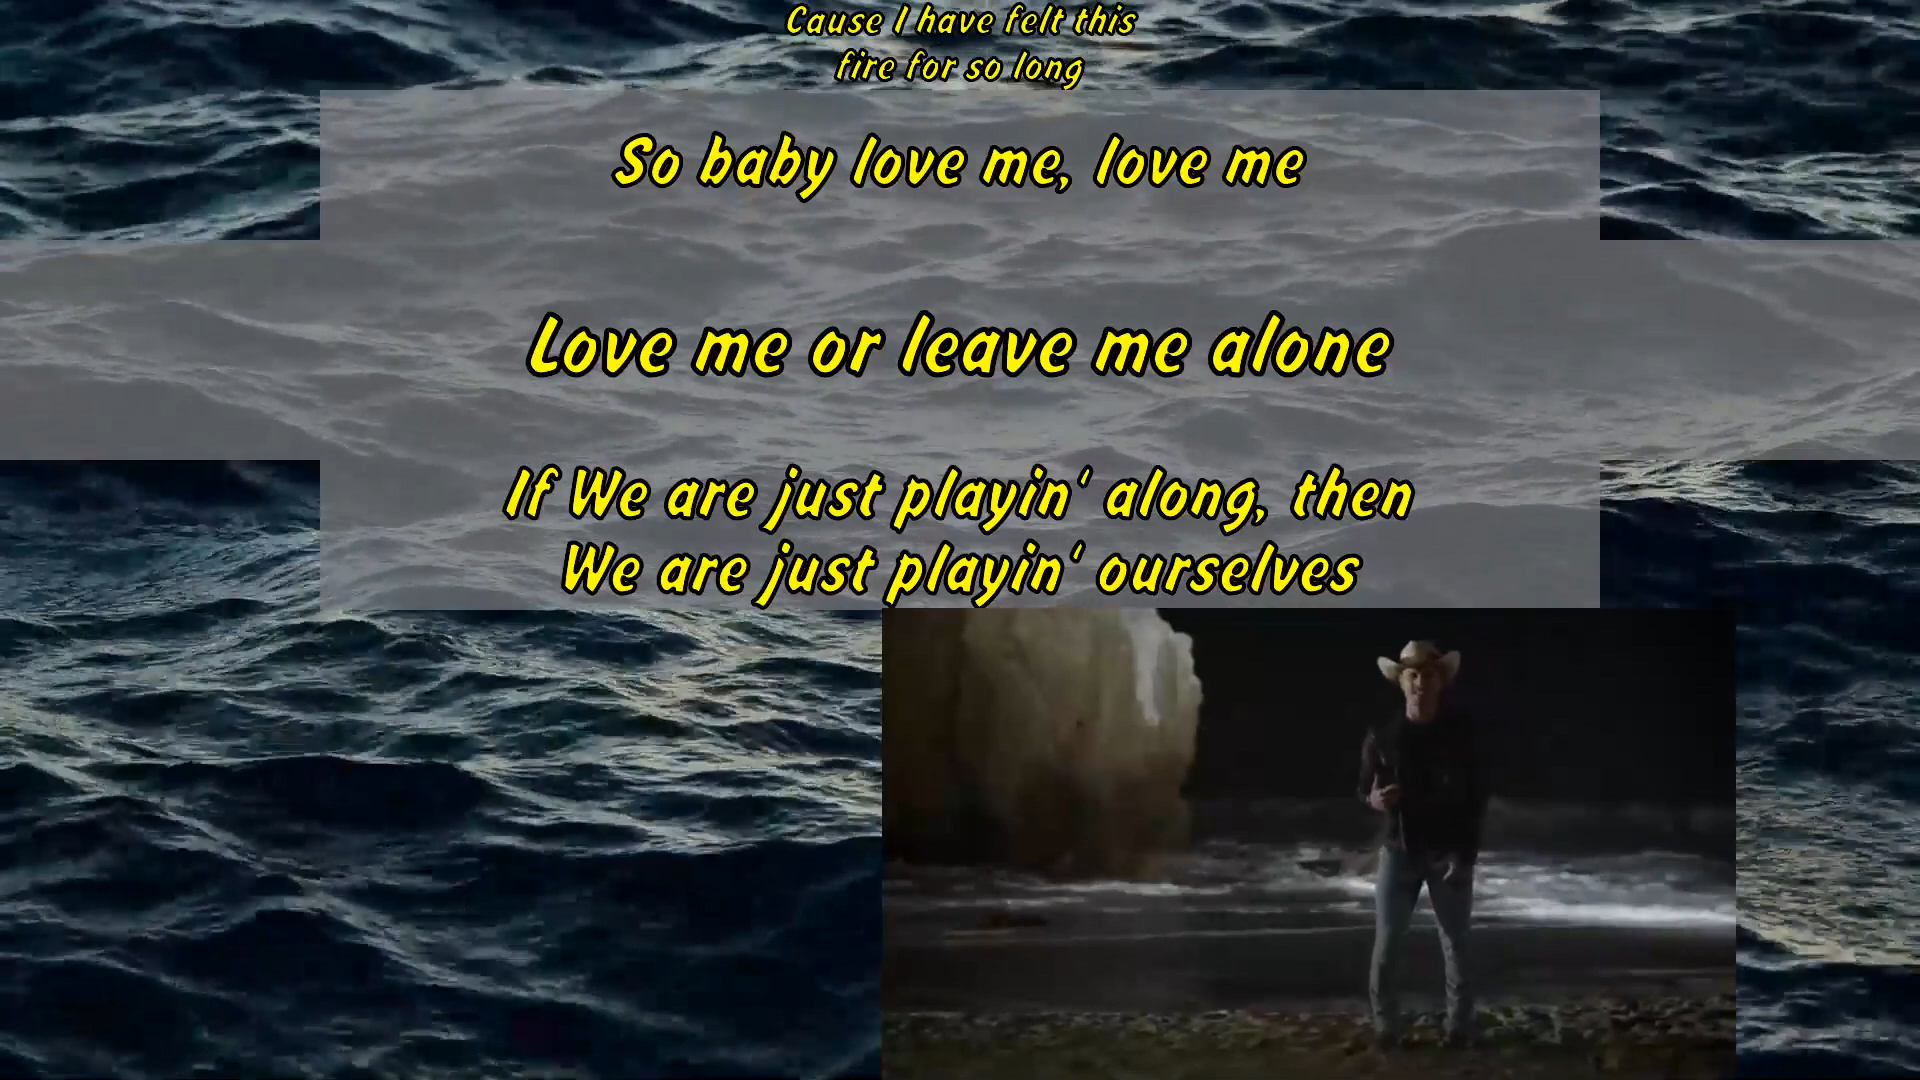 Cause I have felt this
fire for so long
So baby love me, love me
Love me or leave me alone
If We are just playin' along, then
We are just playin' ourselves